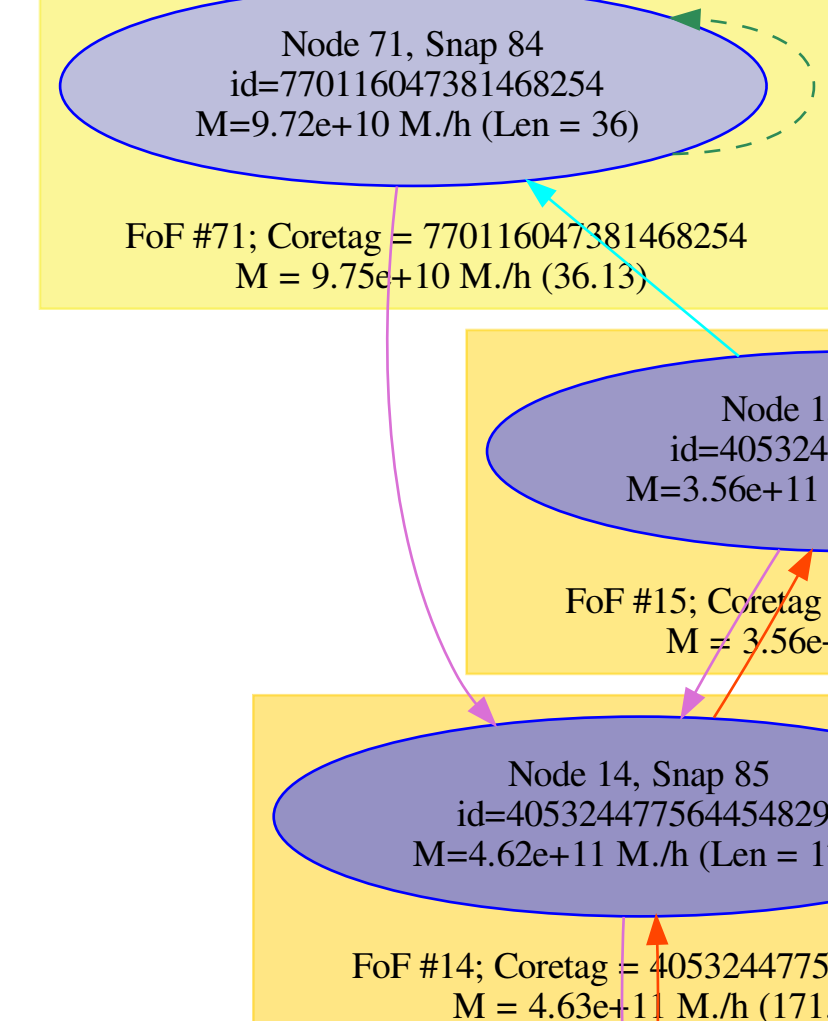 Node 71, Snap 84
id=770116047381468254
M=9.72e+10 M./h (Len = 36)
FoF #71; Coretag = 770116047381468254
M = 9.75e+10 M./h (36.13)
Node 1
id=405324
M=3.56e+11
FoF #15; Coretag
M = 3.56e
Node 14, Snap 85
id=405324477564454829
M=4.62e+11 M./h (Len = 1
FoF #14; Coretag = 4053244775
M = 4.63e+11 M./h (171.